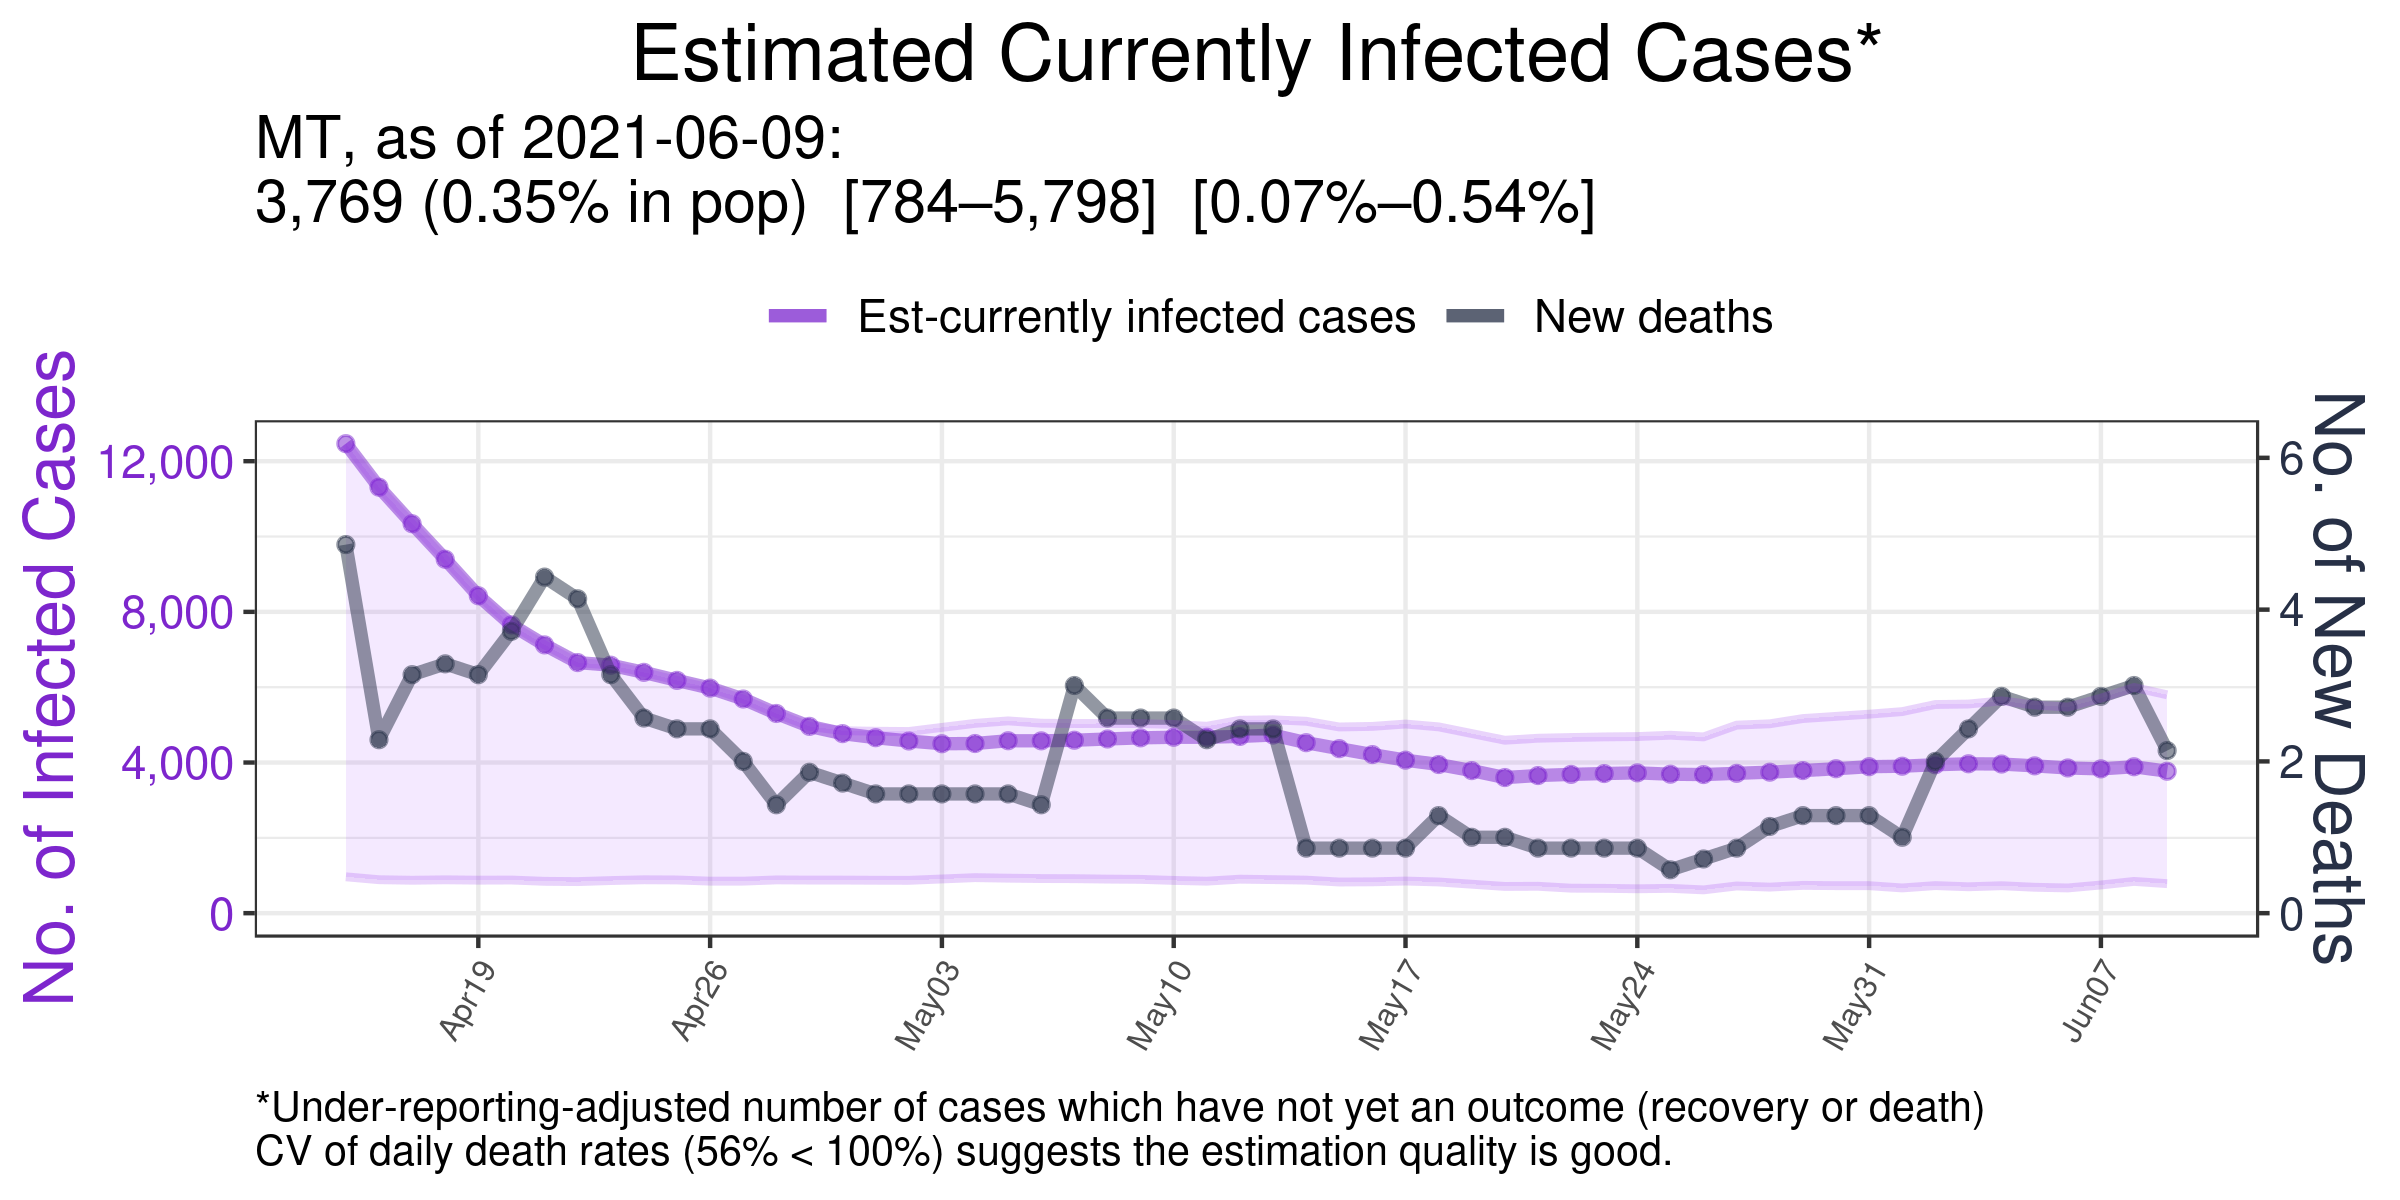 Estimated Currently Infected Cases*
MT, as of 2021-06-09:
3,769 (0.35% in pop)  [784–5,798]  [0.07%–0.54%]
Est-currently infected cases
New deaths
No. of Infected Cases
12,000
8,000
4,000
0
6
4
2
0
No. of New Deaths
Apr19
Apr26
May03
May10
May17
May24
May31
Jun07
*Under-reporting-adjusted number of cases which have not yet an outcome (recovery or death)
CV of daily death rates (56% < 100%) suggests the estimation quality is good.